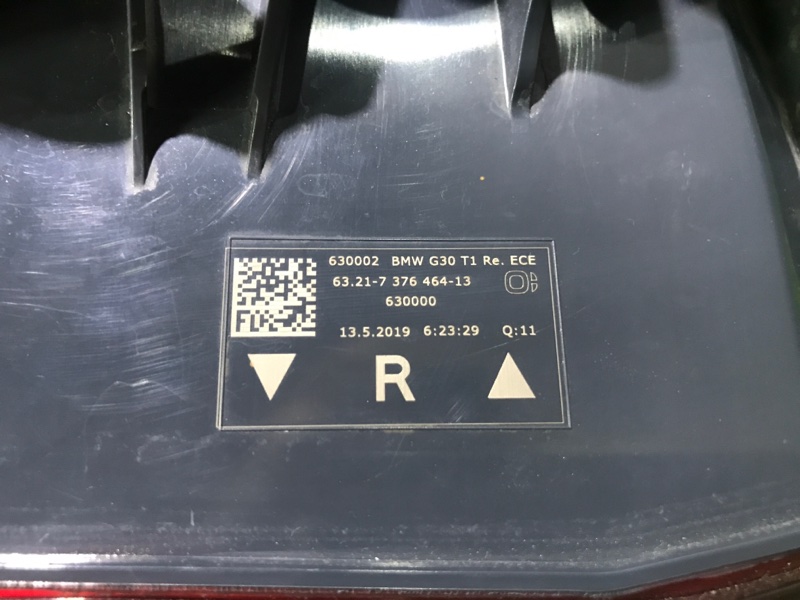 630002 BMW G30 T1 Re. ECE
63.21-7 376 464-13
630000
13.5.2019 6:23:29 Q:11
R